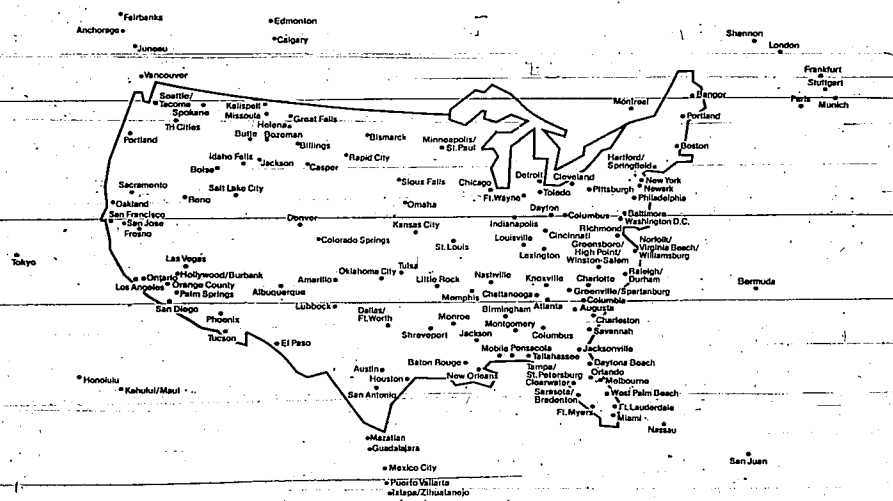 Fairbanks
Anchorage
Juneau
Edmonton
Calgary
Shannon
London
Frankfurt
Stuttgart
Paris
Munich
Vancouver
Seattle/
Tacoma
Spokane
Tri Cities
Portland
Kalispell
Missoula
Helena
Great Falls
Butte
Bozeman
Billings
Bismarck
Minneapolis/
St. Paul
Montreal
Bangor
Portland
Boston
Idaho Falls
Jackson
Boise
Casper
Rapid City
Hartford/
Springfield
Detroit
Cleveland
New York
Newark
Sioux Falls
Chicago
Ft. Wayne
Toledo
Pittsburgh
Philadelphia
Sacramento
Oakland
Reno
Salt Lake City
Omaha
Dayton
Columbus
Baltimore
Washington D.C.
San Francisco
San Jose
Fresno
Denver
Kansas City
Indianapolis
Cincinnati
Richmond
Colorado Springs
St. Louis
Louisville
Lexington
Greensboro/
High Point/
Winston-Salem
Norfolk/
Virginia Beach/
Williamsburg
Tokyo
Las Vegas
Ontario
Hollywood/Burbank
Los Angeles
Orange County
Palm Springs
San Diego
Albuquerque
Amarillo
Oklahoma City
Tulsa
Little Rock
Nashville
Knoxville
Charlotte
Raleigh/
Durham
Bermuda
Memphis
Chattanooga
Atlanta
Greenville/Spartanburg
Columbia
Augusta
Phoenix
Tucson
Lubbock
Dallas/
Ft.Worth
Monroe
Shreveport
Jackson
Birmingham
Montgomery
Columbus
Charleston
Savannah
El Paso
Mobile
Pensacola
Tallahassee
Jacksonville
Austin
Houston
San Antonio
Baton Rouge
New Orleans
Tampa/
St. Petersburg
Clearwater
Sarasota/
Bradenton
Ft. Myers
Daytona Beach
Orlando
Melbourne
West Palm Beach
Ft. Lauderdale
Miami
Nassau
San Juan
Honolulu
Kahului/Maui
Mazatlan
Guadalajara
Mexico City
Puerto Vallarta
Ixtapa/Zihuatanejo